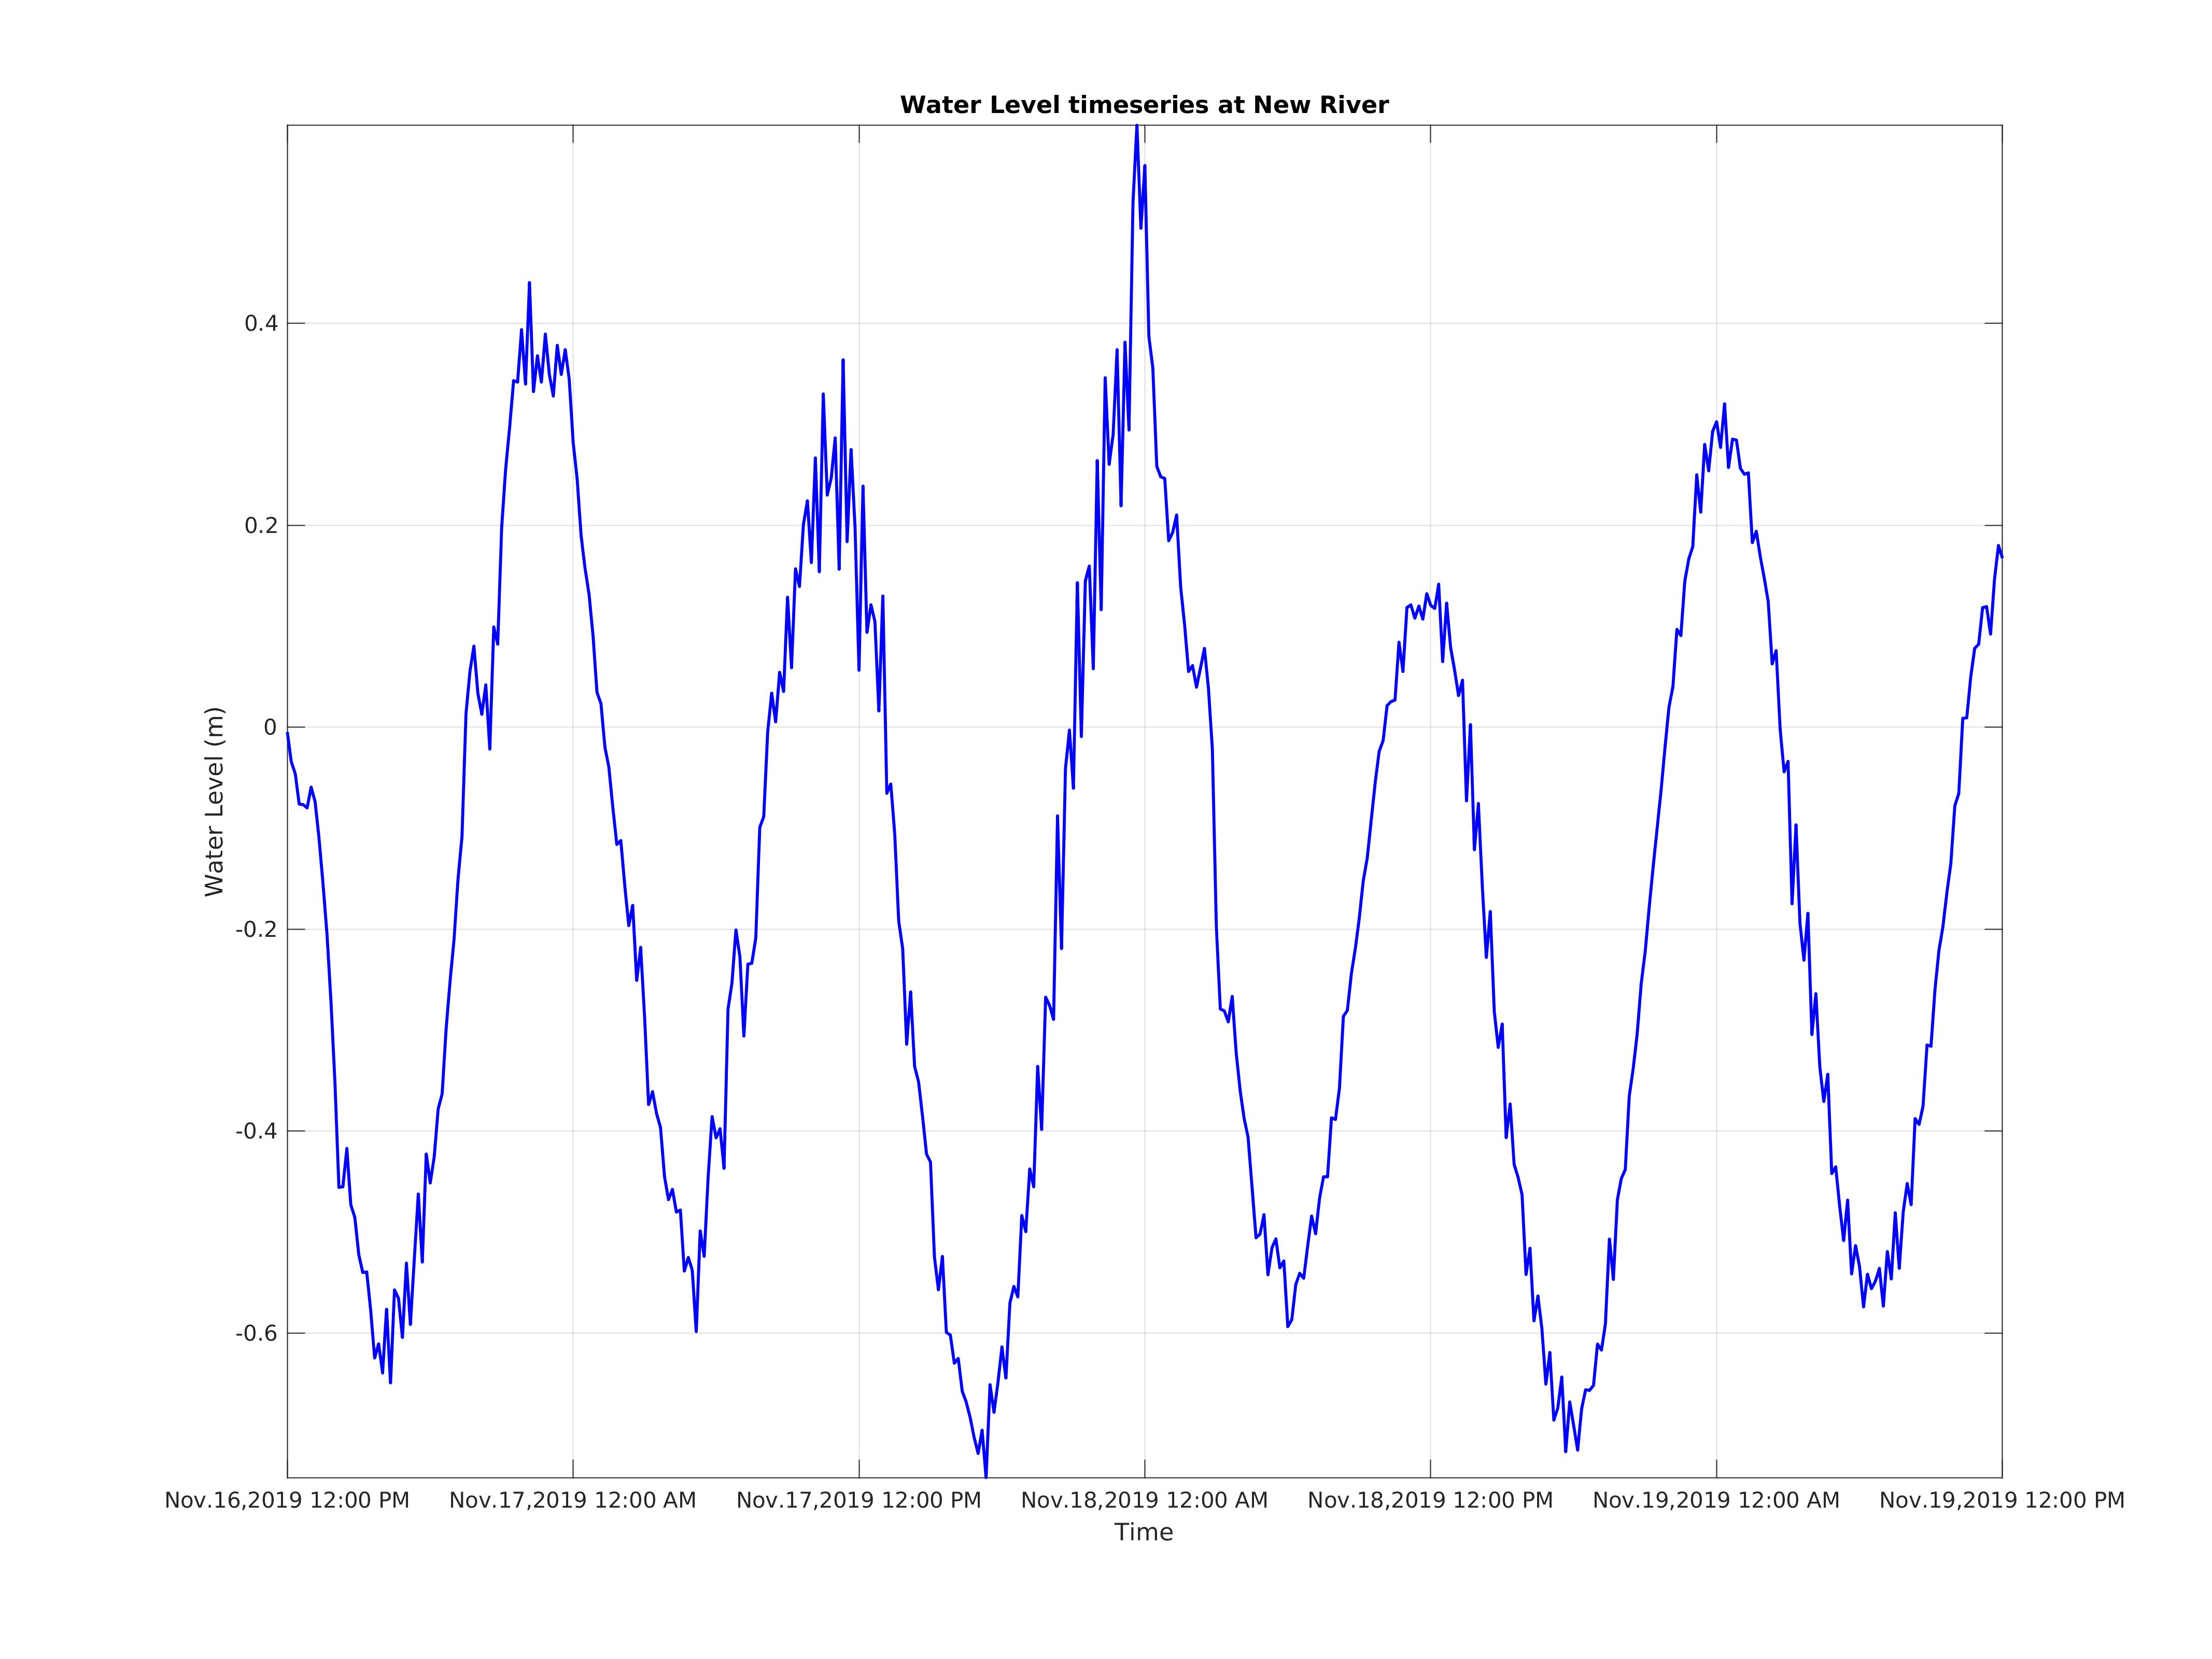 Water Level timeseries at New River
0.4
0.2
0
-0.2
-0.4
-0.6
Water Level (m)
Nov.16,2019 12:00 PM Nov.17,2019 12:00 AM Nov.17,2019 12:00 PM Nov.18,2019 12:00 AM Nov.18,2019 12:00 PM Nov.19,2019 12:00 AM Nov.19,2019 12:00 PM
Time